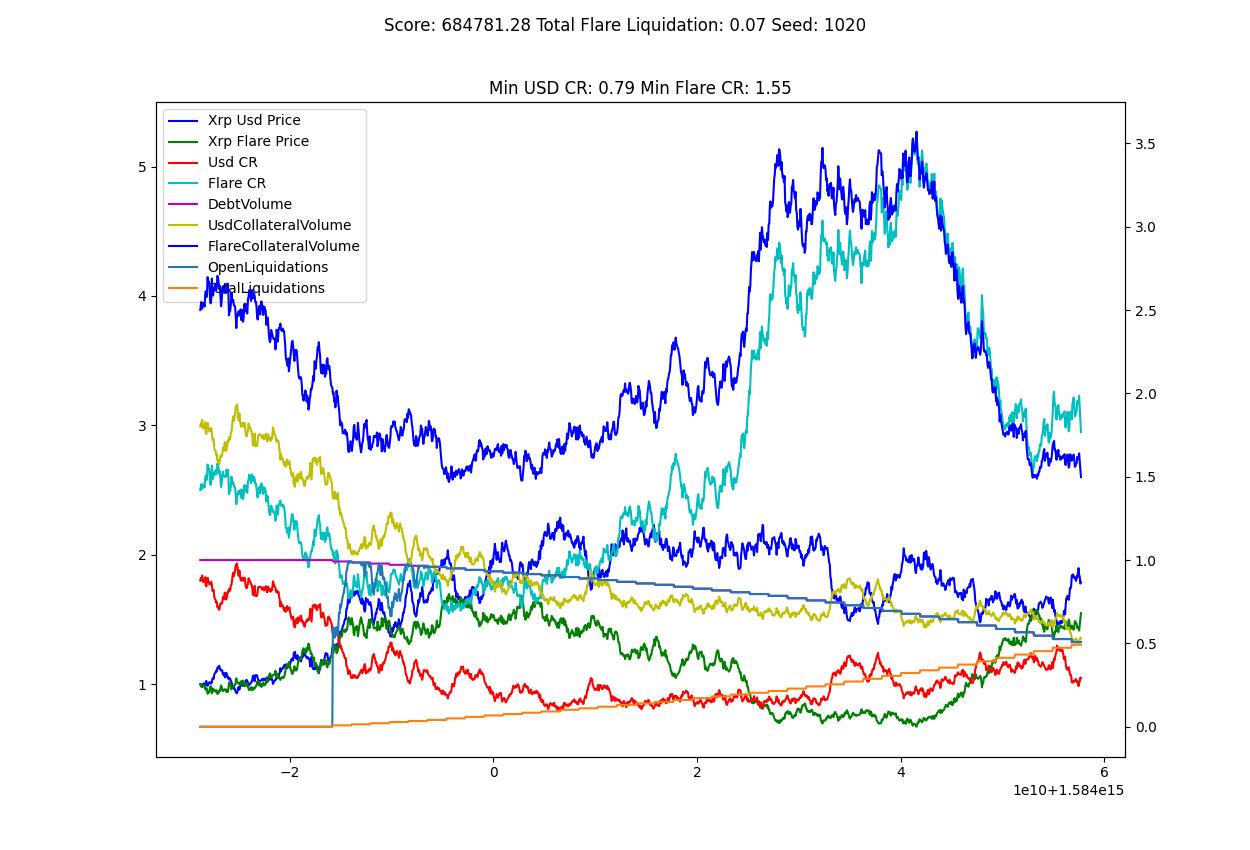 Score: 684781.28 Total Flare Liquidation: 0.07 Seed: 1020
Min USD CR: 0.79 Min Flare CR: 1.55
Xrp Usd Price
Xrp Flare Price
Usd CR
Flare CR
DebtVolume
UsdCollateralVolume
FlareCollateralVolume
OpenLiquidations
TotalLiquidations
5
4
3
2
1
3.5
3.0
2.5
2.0
1.5
1.0
0.5
0.0
−2
0
2
4
6
1e10+1.584e15